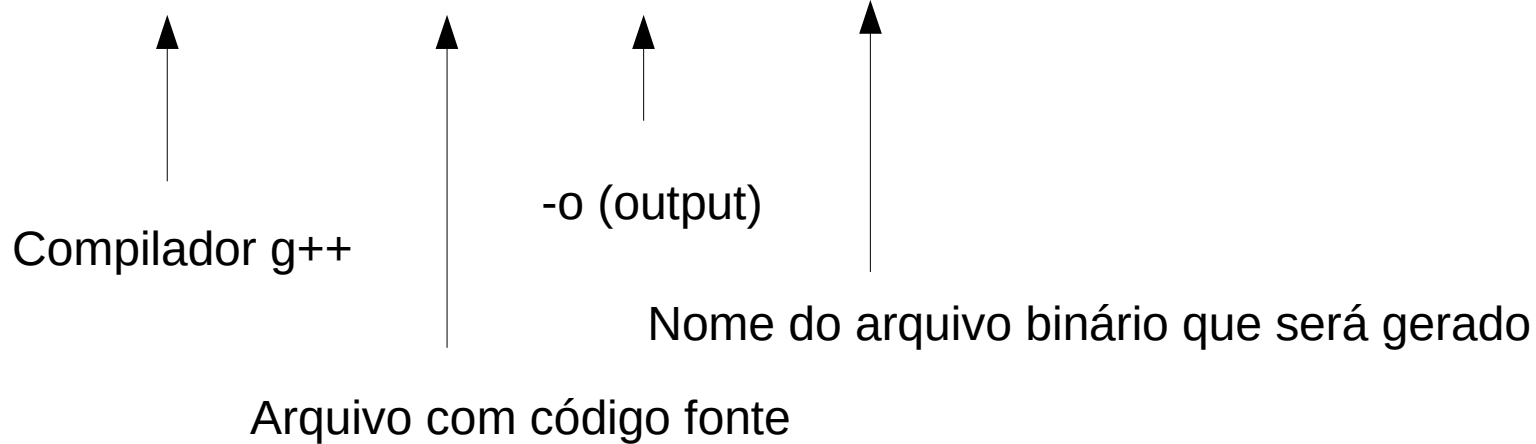 -o (output)
Compilador g++
Nome do arquivo binário que será gerado
Arquivo com código fonte